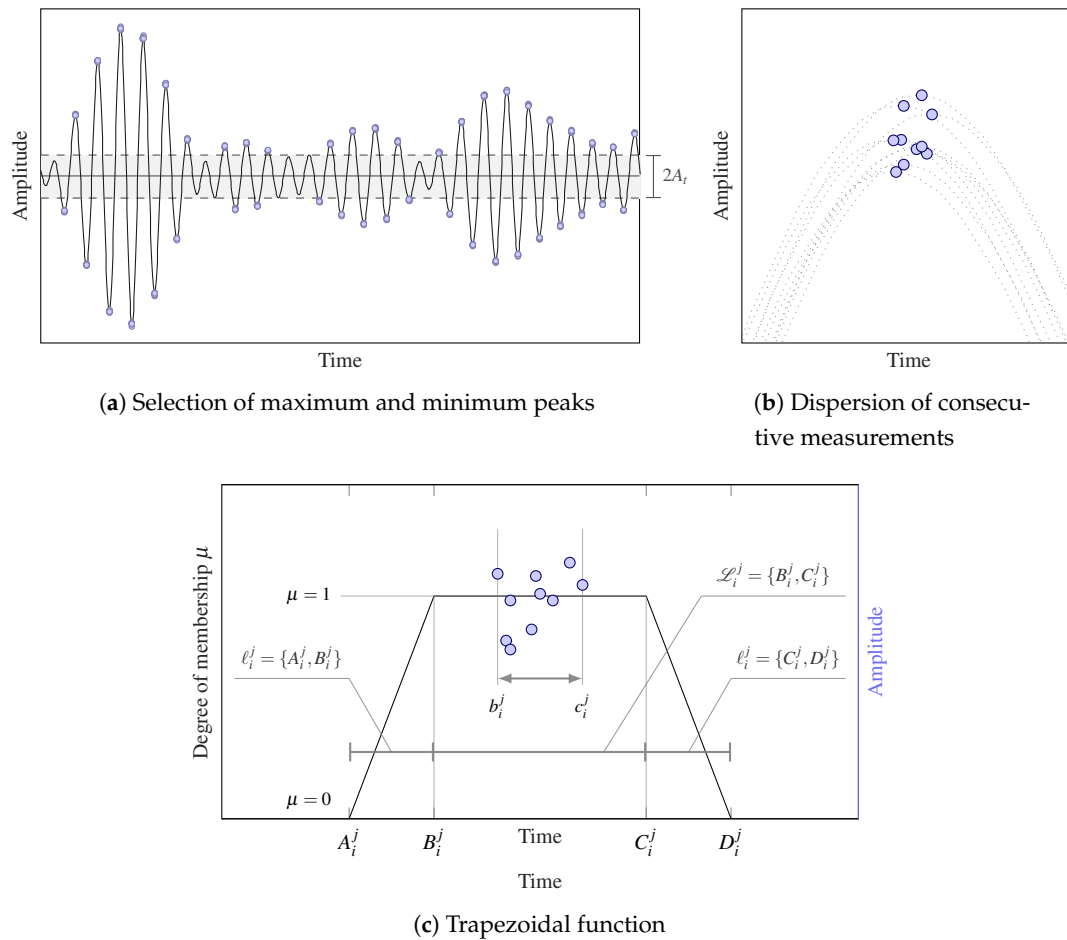 Amplitude
2A_t
Time
(a) Selection of maximum and minimum peaks
Amplitude
Time
(b) Dispersion of consecu-
tive measurements
Degree of membership μ
μ = 1
μ = 0
ℓ_i^j = {A_i^j, B_i^j}
b_i^j
c_i^j
ℒ_i^j = {B_i^j, C_i^j}
ℓ_i^j = {C_i^j, D_i^j}
Amplitude
A_i^j
B_i^j
Time
C_i^j
D_i^j
Time
(c) Trapezoidal function